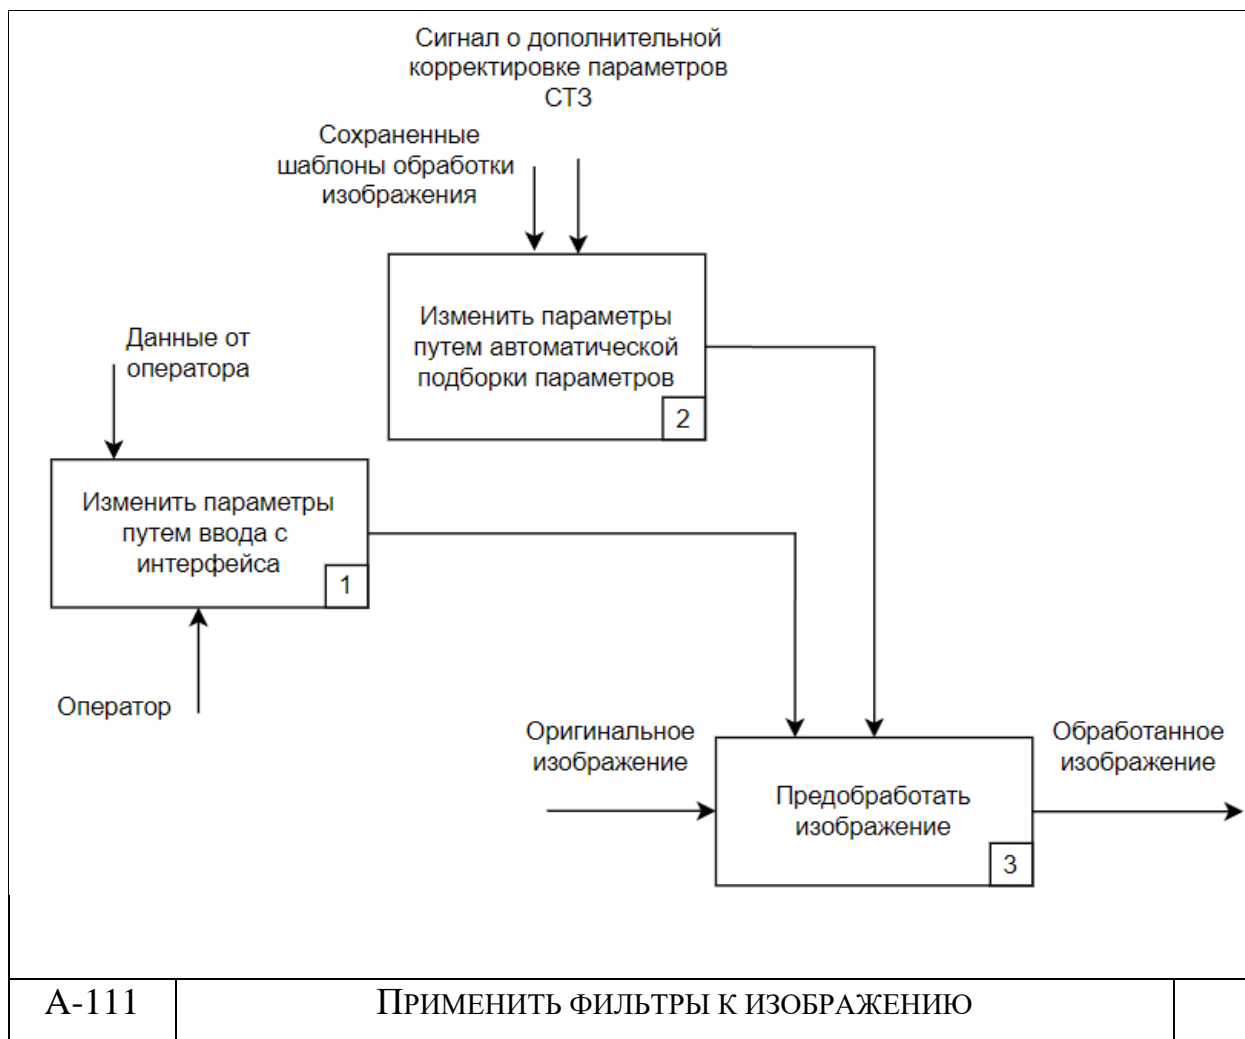 Сигнал о дополнительной
корректировке параметров
СТЗ
Сохраненные
шаблоны обработки
изображения
Изменить параметры
путем автоматической
подборки параметров
2
Данные от
оператора
Изменить параметры
путем ввода с
интерфейса
1
Оператор
Оригинальное
изображение
Предобработать
изображение
3
Обработанное
изображение
А-111
ПРИМЕНИТЬ ФИЛЬТРЫ К ИЗОБРАЖЕНИЮ